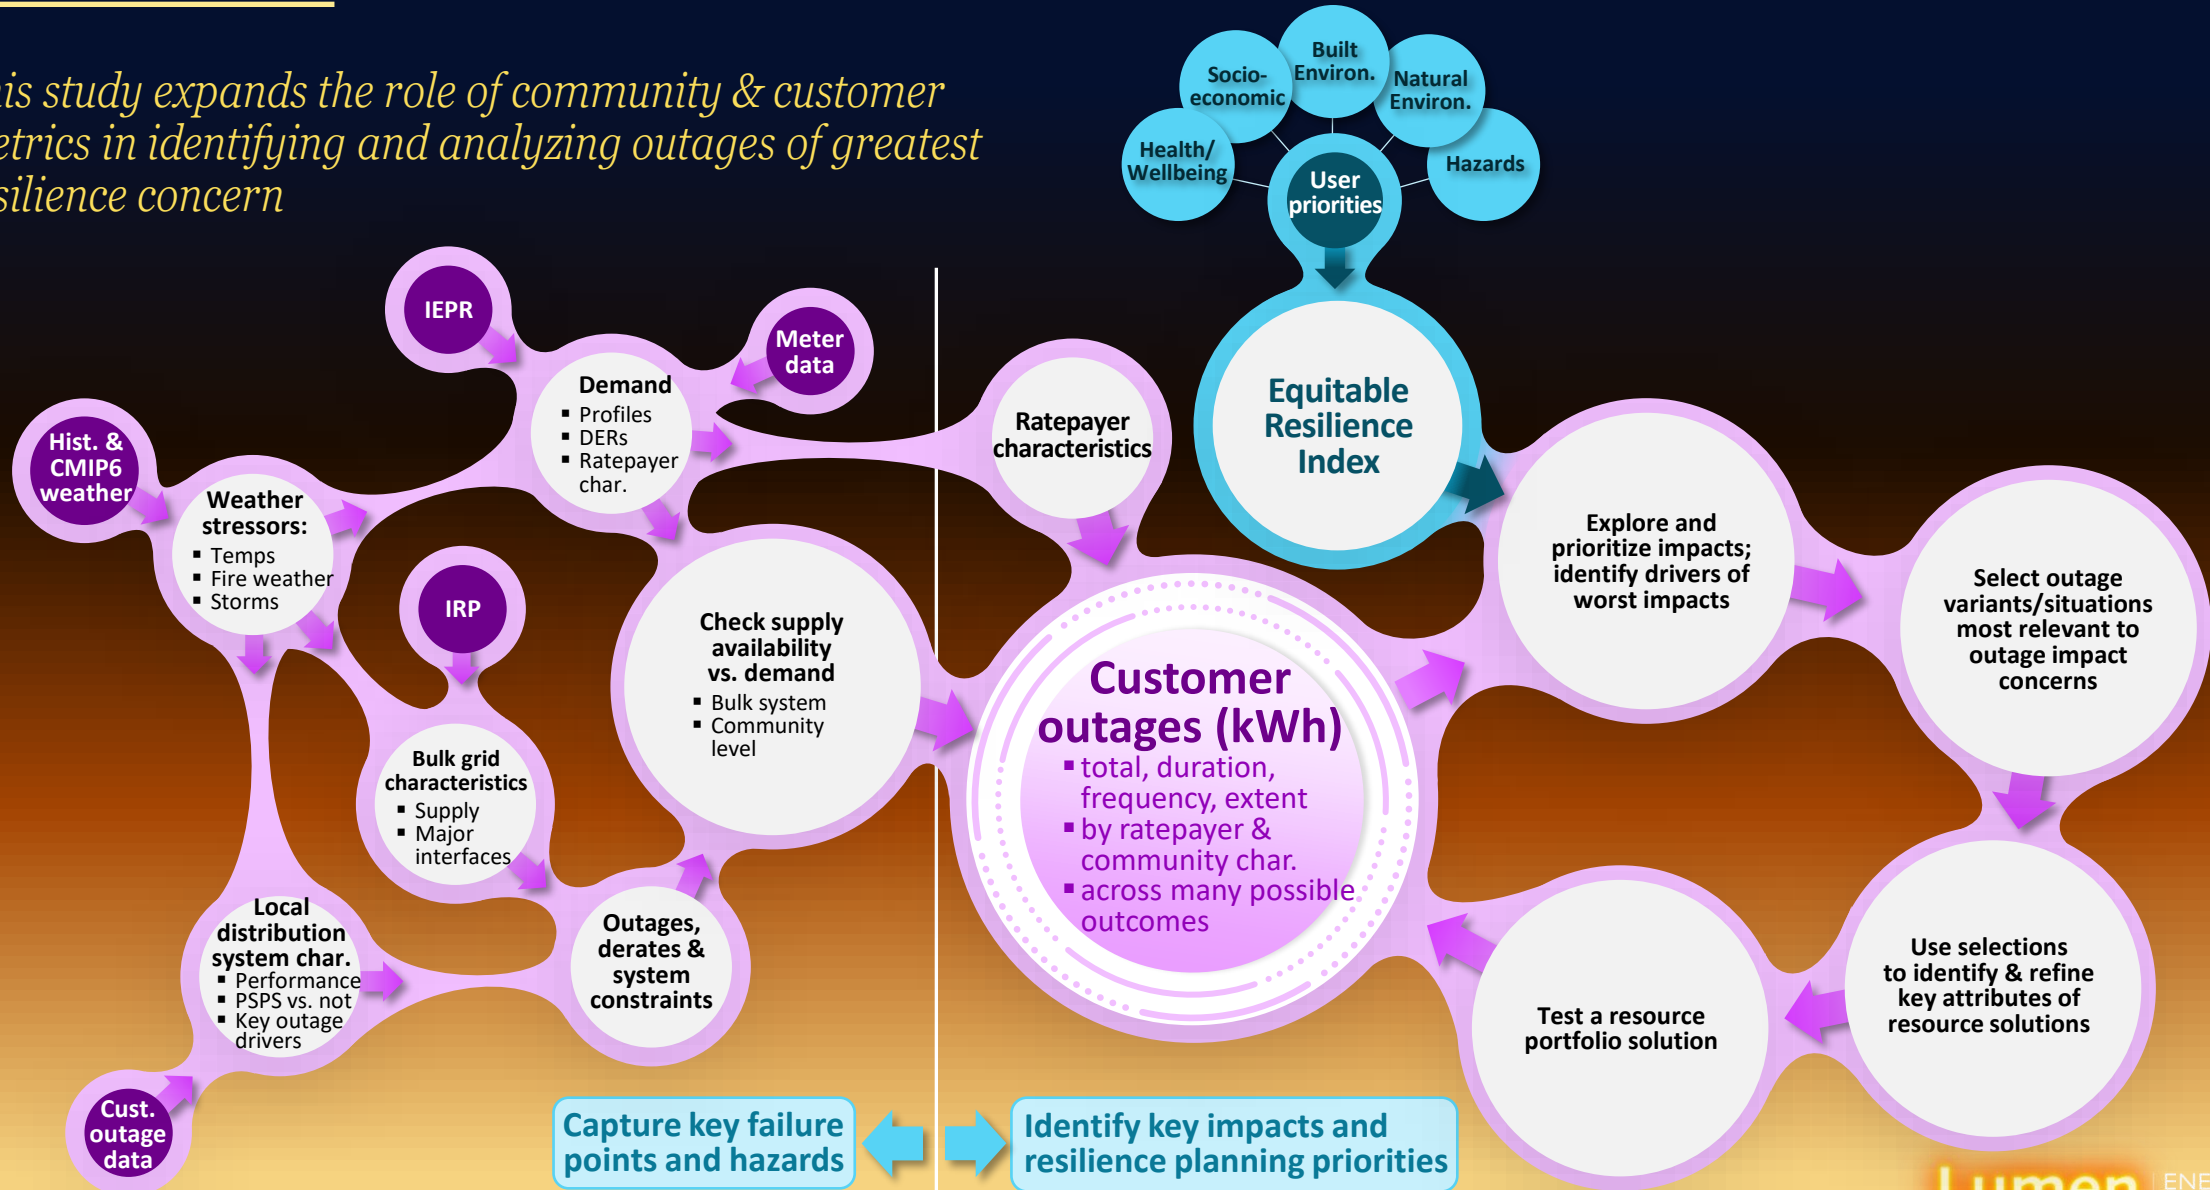 is study expands the role of community & customer
etrics in identifying and analyzing outages of greatest
silience concern
Built
Environ.
Socio-
economic
Natural
Environ.
Health/
Wellbeing
Hazards
User
priorities
IEPR
Meter
data
Demand
▪ Profiles
▪ DERs
▪ Ratepayer
char.
Hist. &
CMIP6
weather
Weather
stressors:
▪ Temps
▪ Fire weather
▪ Storms
IRP
Bulk grid
characteristics
▪ Supply
▪ Major
interfaces
Local
distribution
system char.
▪ Performance
▪ PSPS vs. not
▪ Key outage
drivers
Cust.
outage
data
Outages,
derates &
system
constraints
Check supply
availability
vs. demand
▪ Bulk system
▪ Community
level
Ratepayer
characteristics
Equitable
Resilience
Index
Customer
outages (kWh)
▪ total, duration,
frequency, extent
▪ by ratepayer &
community char.
▪ across many possible
outcomes
Explore and
prioritize impacts;
identify drivers of
worst impacts
Select outage
variants/situations
most relevant to
outage impact
concerns
Use selections
to identify & refine
key attributes of
resource solutions
Test a resource
portfolio solution
Capture key failure
points and hazards
Identify key impacts and
resilience planning priorities
Lumen ENE